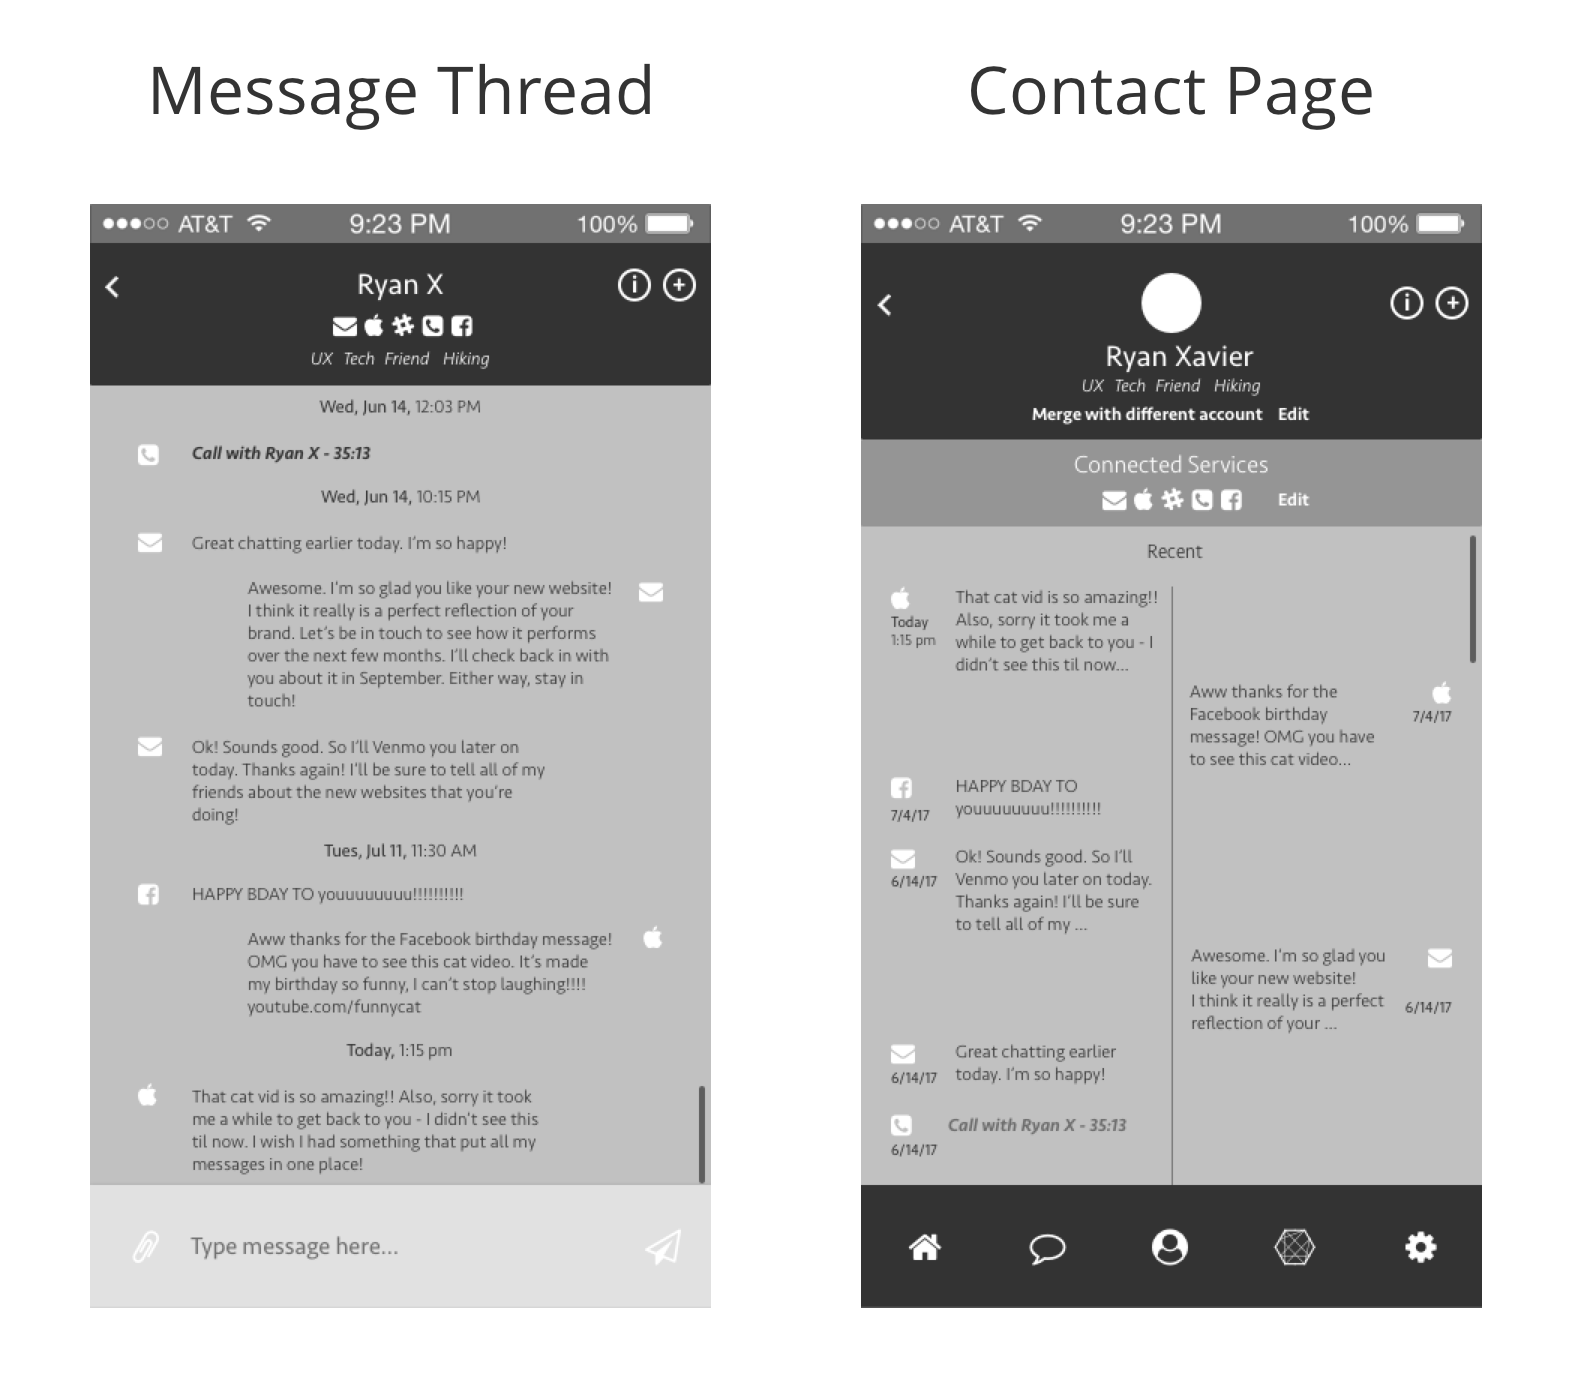 Message Thread
AT&T 9:23 PM 100%
Ryan X
UX Tech Friend Hiking
Wed, Jun 14, 12:03 PM
Call with Ryan X - 35:13
Wed, Jun 14, 10:15 PM
Great chatting earlier today. I'm so happy!
Awesome. I'm so glad you like your new website!
I think it really is a perfect reflection of your
brand. Let's be in touch to see how it performs
over the next few months. I'll check back in with
you about it in September. Either way, stay in
touch!
Ok! Sounds good. So I'll Venmo you later on
today. Thanks again! I'll be sure to tell all of my
friends about the new websites that you're
doing!
Tues, Jul 11, 11:30 AM
HAPPY BDAY TO youuuuuuuu!!!!!!!!!!
Aww thanks for the Facebook birthday message!
OMG you have to see this cat video. It's made
my birthday so funny, I can't stop laughing!!!!
youtube.com/funnycat
Today, 1:15 pm
That cat vid is so amazing!! Also, sorry it took
me a while to get back to you - I didn't see this
til now. I wish I had something that put all my
messages in one place!
Type message here...
Contact Page
AT&T 9:23 PM 100%
Ryan Xavier
UX Tech Friend Hiking
Merge with different account Edit
Connected Services
Edit
Recent
That cat vid is so amazing!!
Also, sorry it took me a
while to get back to you - I
didn't see this til now...
Today
1:15 pm
Aww thanks for the
Facebook birthday
message! OMG you have
to see this cat video...
7/4/17
HAPPY BDAY TO
youuuuuuuu!!!!!!!!!!
7/4/17
Ok! Sounds good. So I'll
Venmo you later on today.
Thanks again! I'll be sure
to tell all of my ...
6/14/17
Awesome. I'm so glad you
like your new website!
I think it really is a perfect
reflection of your ...
6/14/17
Great chatting earlier
today. I'm so happy!
6/14/17
Call with Ryan X - 35:13
6/14/17